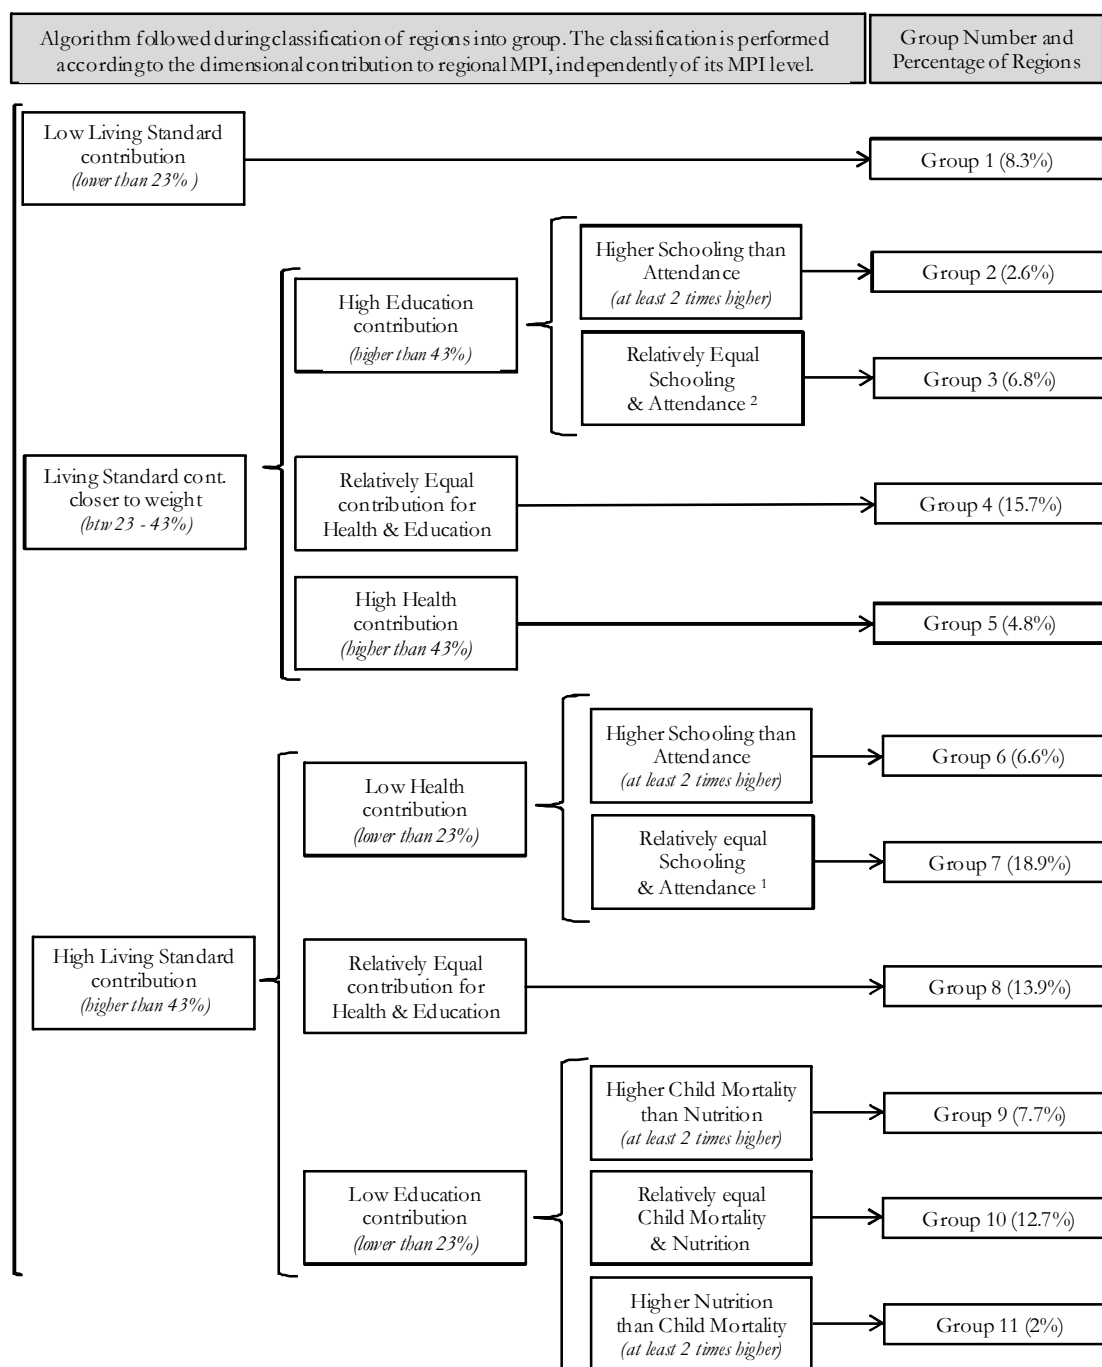 Algorithm followed during classification of regions into group. The classification is performed
according to the dimensional contribution to regional MPI, independently of its MPI level.
Group Number and
Percentage of Regions
Low Living Standard
contribution
(lower than 23% )
Group 1 (8.3%)
Living Standard cont.
closer to weight
(btw 23 - 43%)
High Education
contribution
(higher than 43%)
Higher Schooling than
Attendance
(at least 2 times higher)
Group 2 (2.6%)
Relatively Equal
Schooling
& Attendance ²
Group 3 (6.8%)
Relatively Equal
contribution for
Health & Education
Group 4 (15.7%)
High Health
contribution
(higher than 43%)
Group 5 (4.8%)
High Living Standard
contribution
(higher than 43%)
Low Health
contribution
(lower than 23%)
Higher Schooling than
Attendance
(at least 2 times higher)
Group 6 (6.6%)
Relatively equal
Schooling
& Attendance ¹
Group 7 (18.9%)
Relatively Equal
contribution for
Health & Education
Group 8 (13.9%)
Low Education
contribution
(lower than 23%)
Higher Child Mortality
than Nutrition
(at least 2 times higher)
Group 9 (7.7%)
Relatively equal
Child Mortality
& Nutrition
Group 10 (12.7%)
Higher Nutrition
than Child Mortality
(at least 2 times higher)
Group 11 (2%)